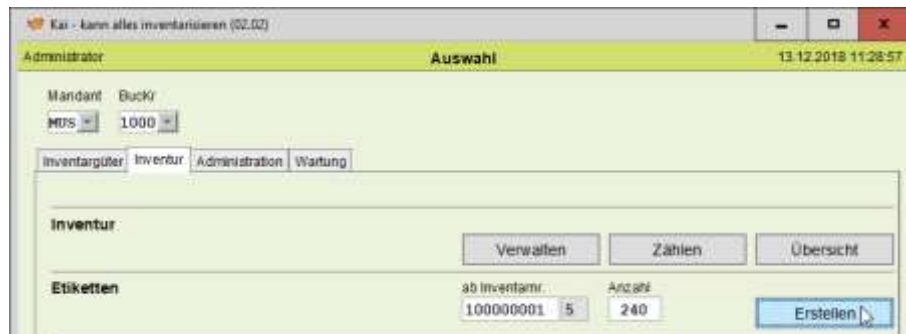 Kai - kann alles inventarisieren (02.02)
Administrator Auswahl 13.12.2018 11:28:57
Mandant BucKr
MUS 1000
Inventargüter Inventur Administration Wartung
Inventur
Verwalten Zählen Übersicht
Etiketten ab Inventarnr. Anzahl
100000001 5 240 Erstellen